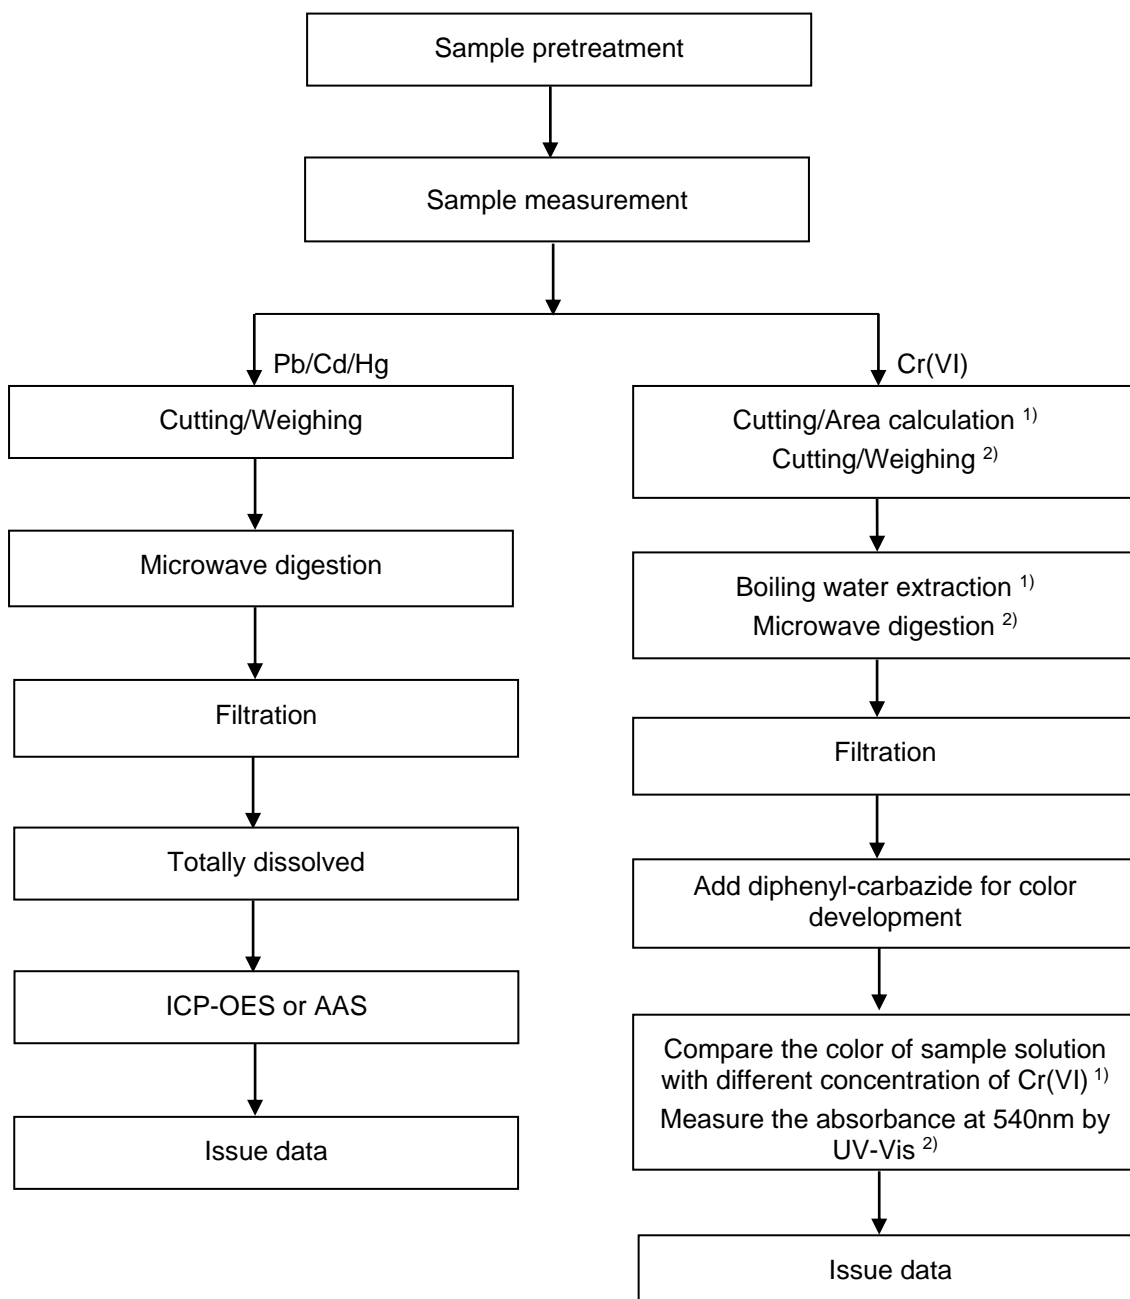 Sample pretreatment
Sample measurement
Pb/Cd/Hg
Cutting/Weighing
Microwave digestion
Filtration
Totally dissolved
ICP-OES or AAS
Issue data
Cr(VI)
Cutting/Area calculation 1)
Cutting/Weighing 2)
Boiling water extraction 1)
Microwave digestion 2)
Filtration
Add diphenyl-carbazide for color
development
Compare the color of sample solution
with different concentration of Cr(VI) 1)
Measure the absorbance at 540nm by
UV-Vis 2)
Issue data